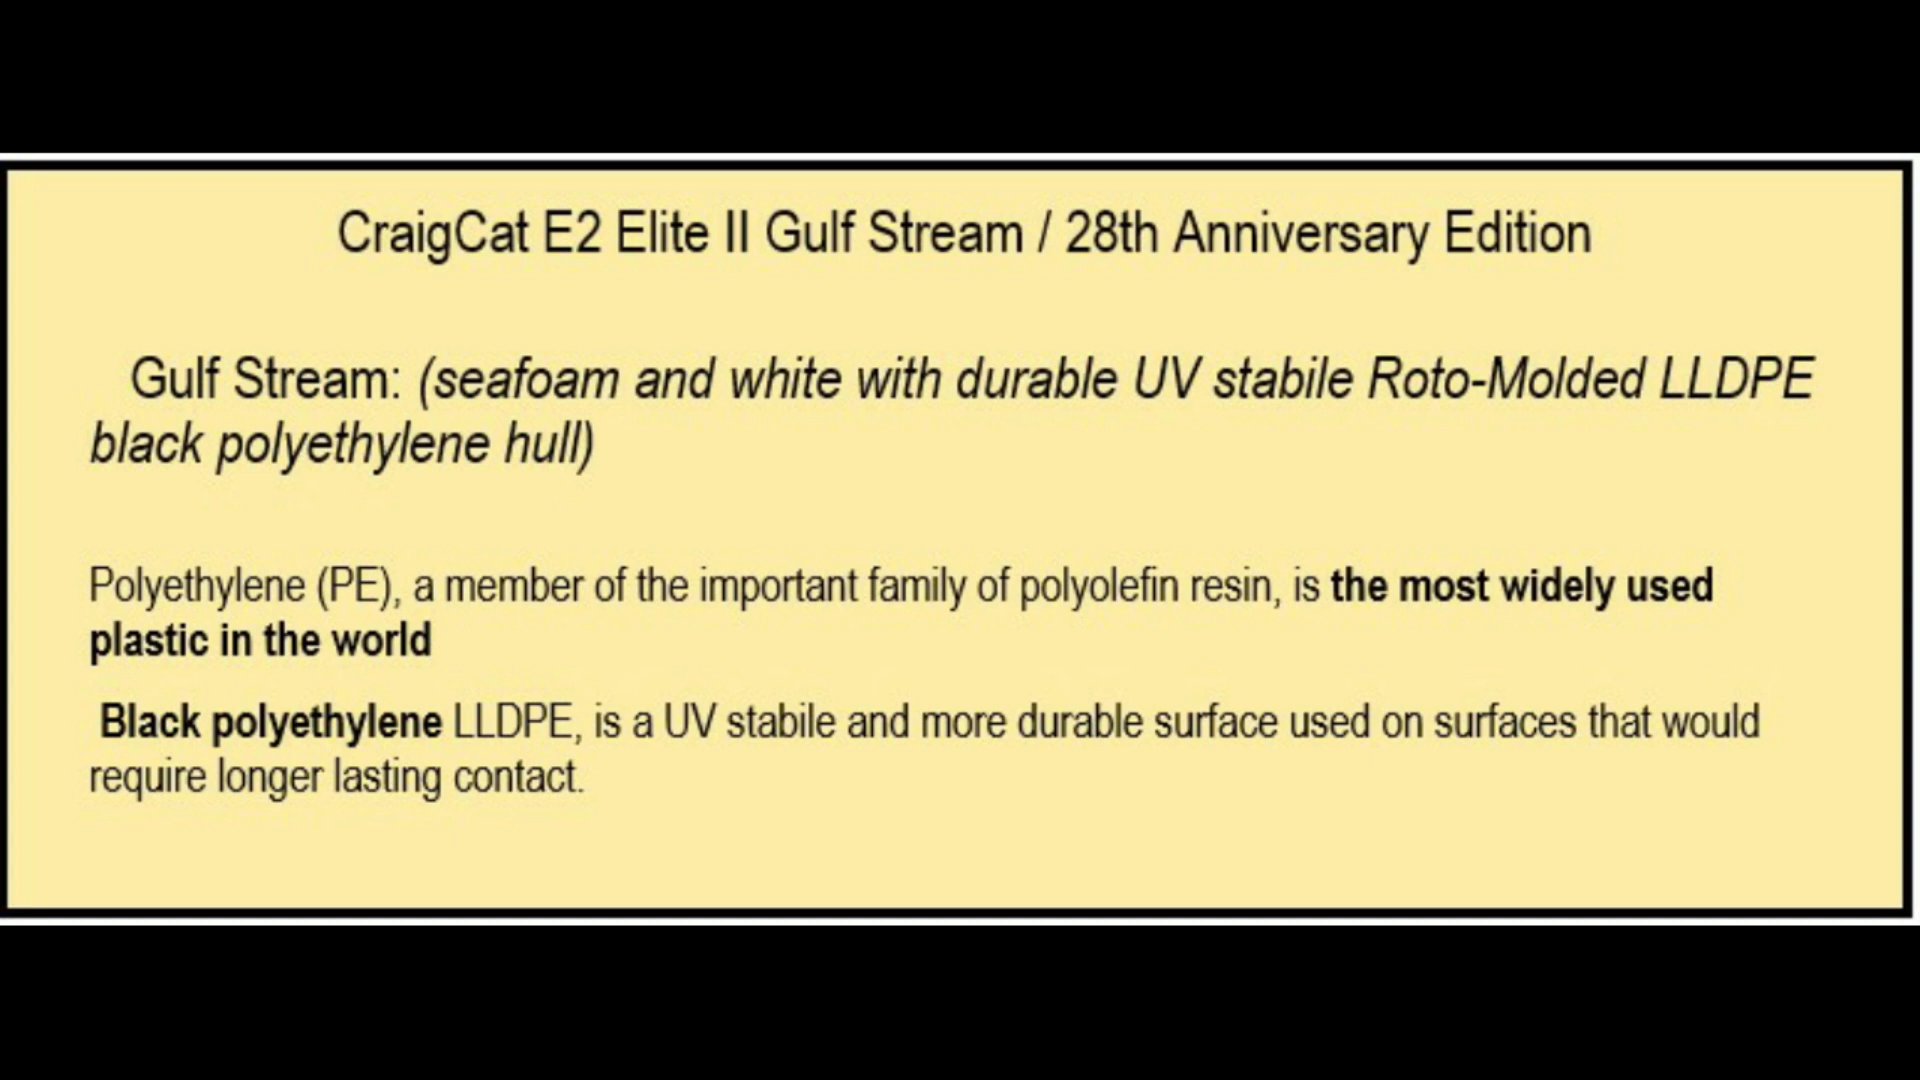 CraigCat E2 Elite II Gulf Stream / 28th Anniversary Edition
Gulf Stream: (seafoam and white with durable UV stabile Roto-Molded LLDPE
black polyethylene hull)
Polyethylene (PE), a member of the important family of polyolefin resin, is the most widely used
plastic in the world
Black polyethylene LLDPE, is a UV stabile and more durable surface used on surfaces that would
require longer lasting contact.